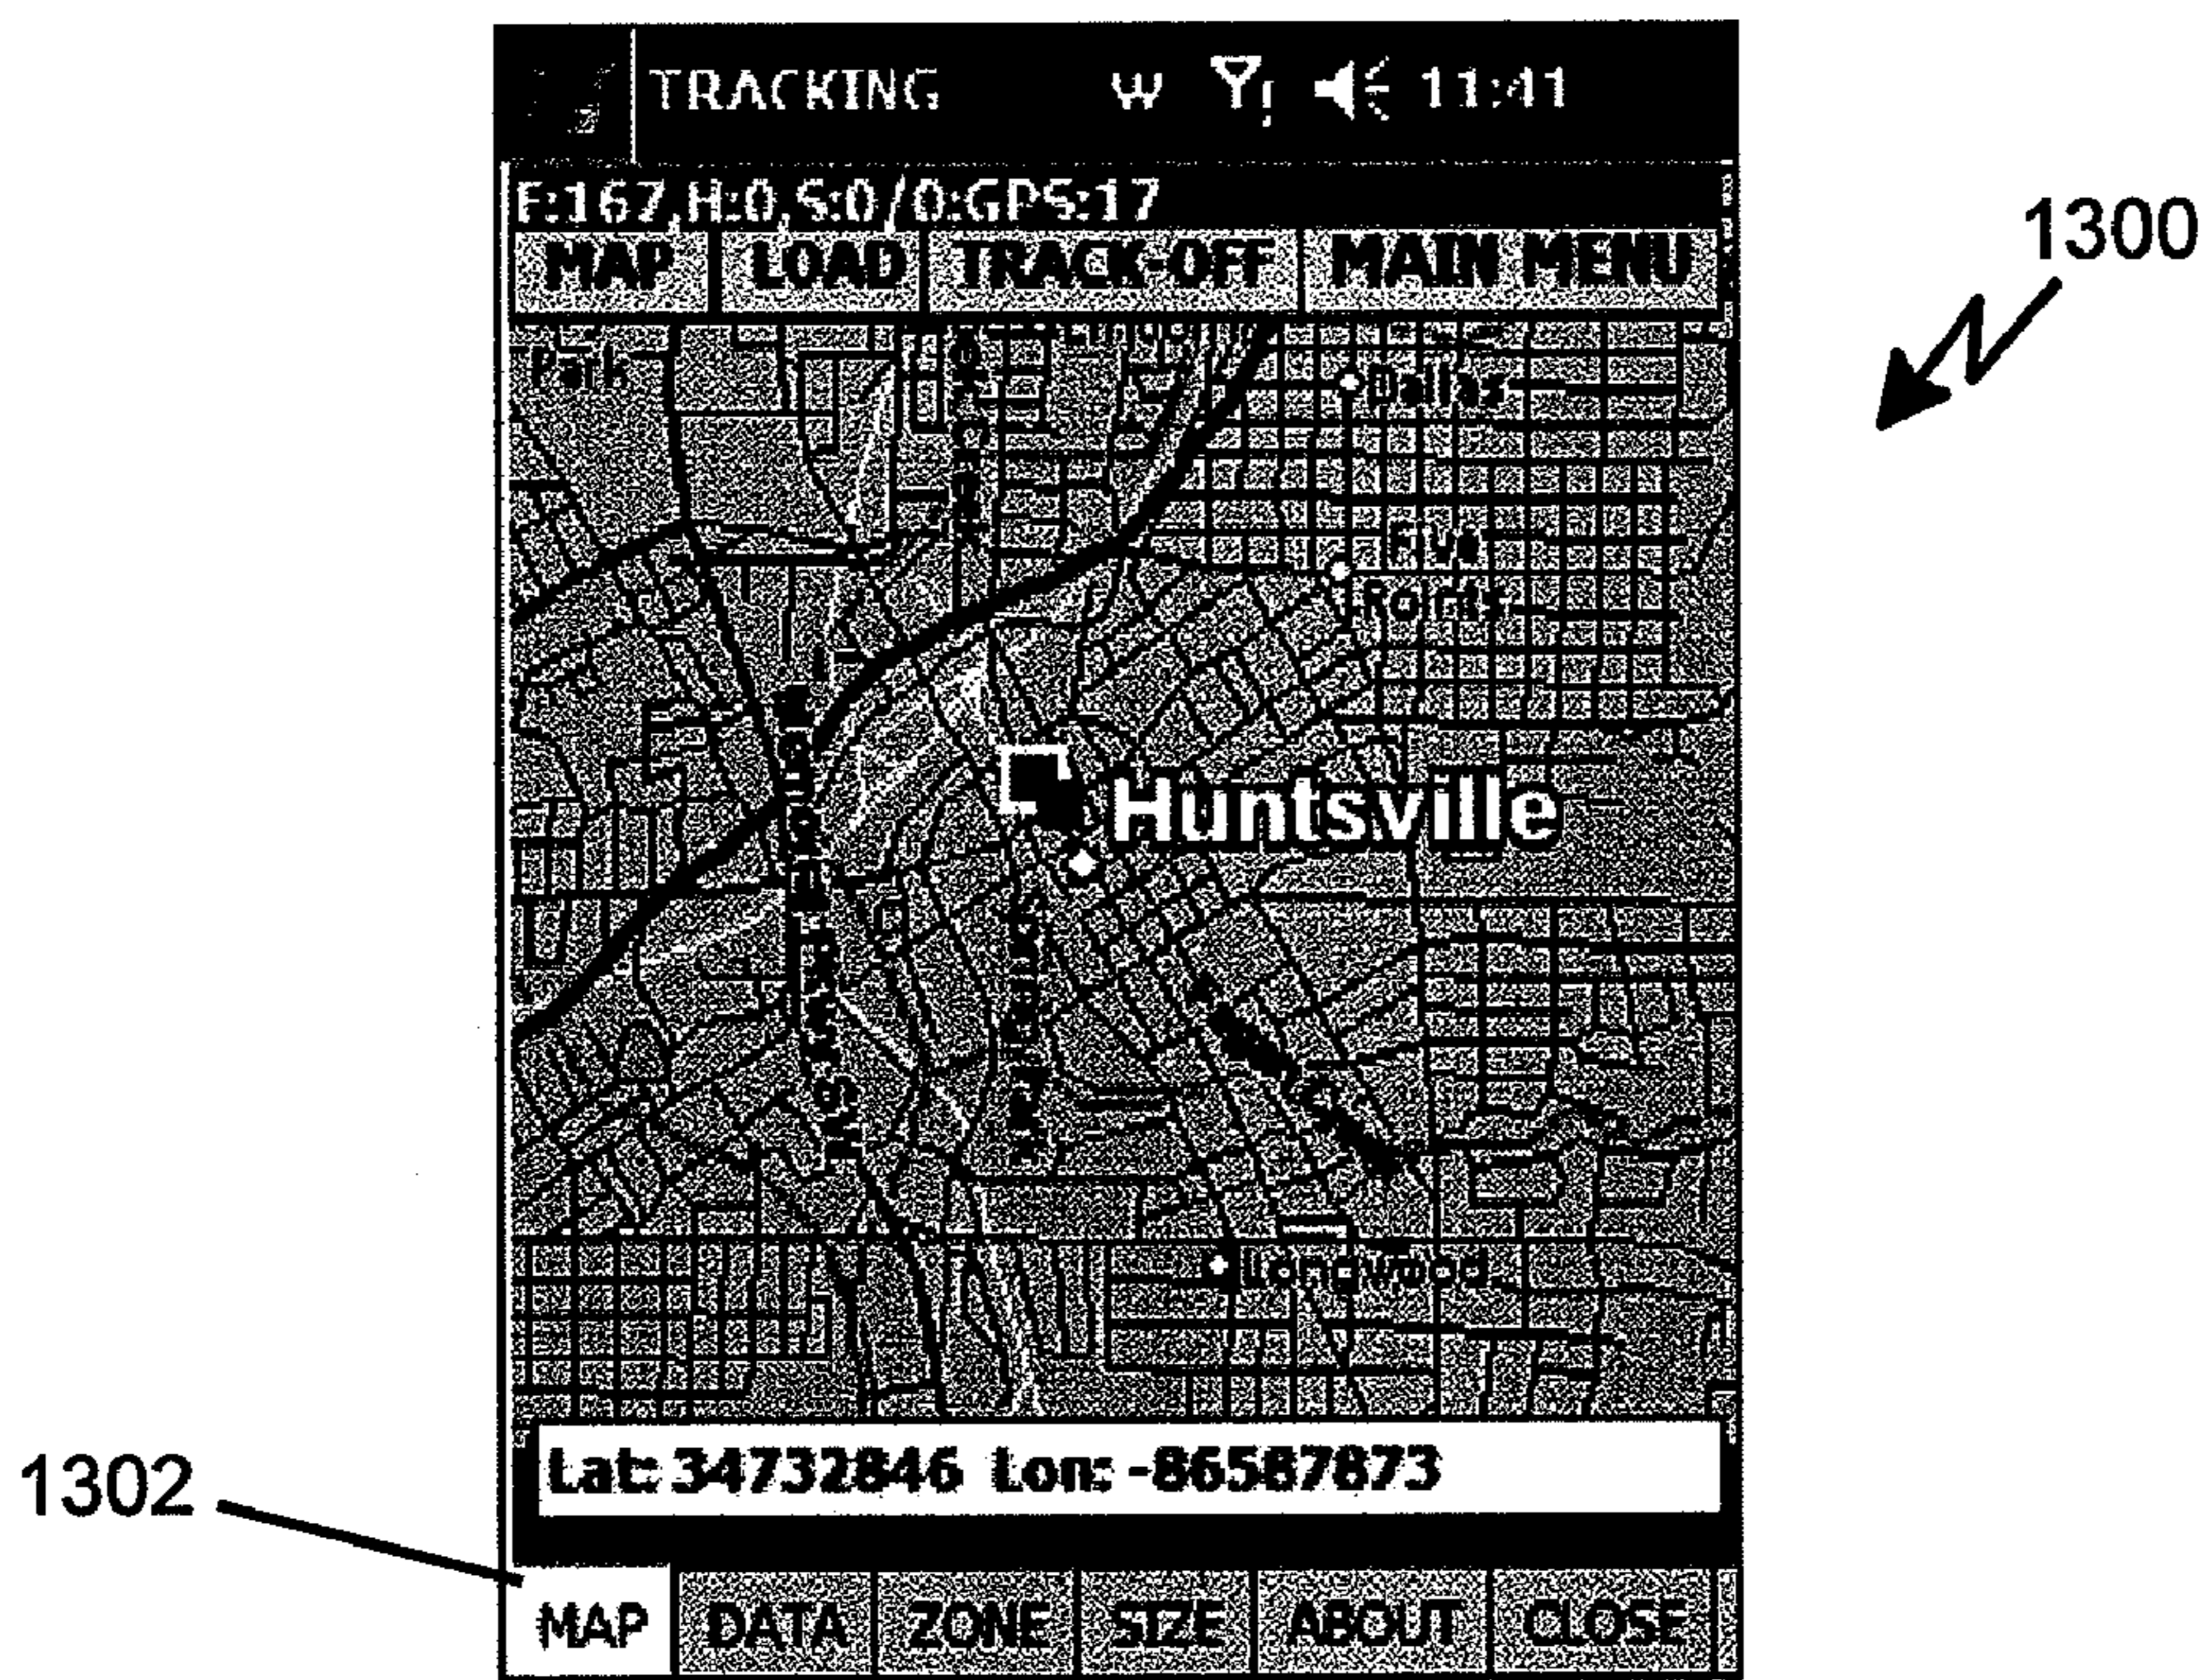 TRACKING 11:41
F:167,H:0,S:0/0:GPS:17
MAP LOAD TRACK-OFF MAIN MENU
1300
Park
Dallas
Five
Points
Huntsville
Longwood
Lat: 34732846 Lon: -86587873
1302
MAP DATA ZONE SIZE ABOUT CLOSE